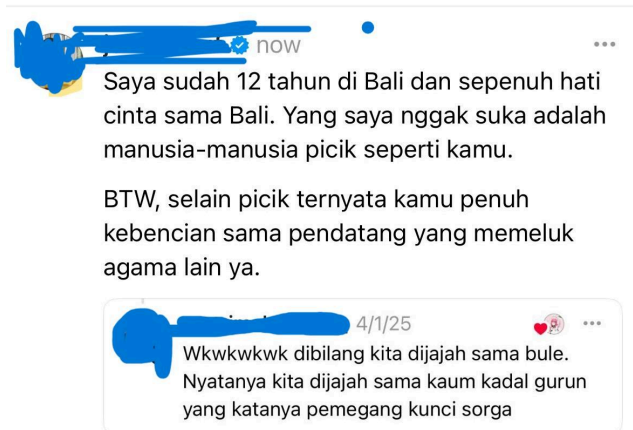 now
Saya sudah 12 tahun di Bali dan sepenuh hati
cinta sama Bali. Yang saya nggak suka adalah
manusia-manusia picik seperti kamu.
BTW, selain picik ternyata kamu penuh
kebencian sama pendatang yang memeluk
agama lain ya.
4/1/25
Wkwkwkwk dibilang kita dijajah sama bule.
Nyatanya kita dijajah sama kaum kadal gurun
yang katanya pemegang kunci sorga